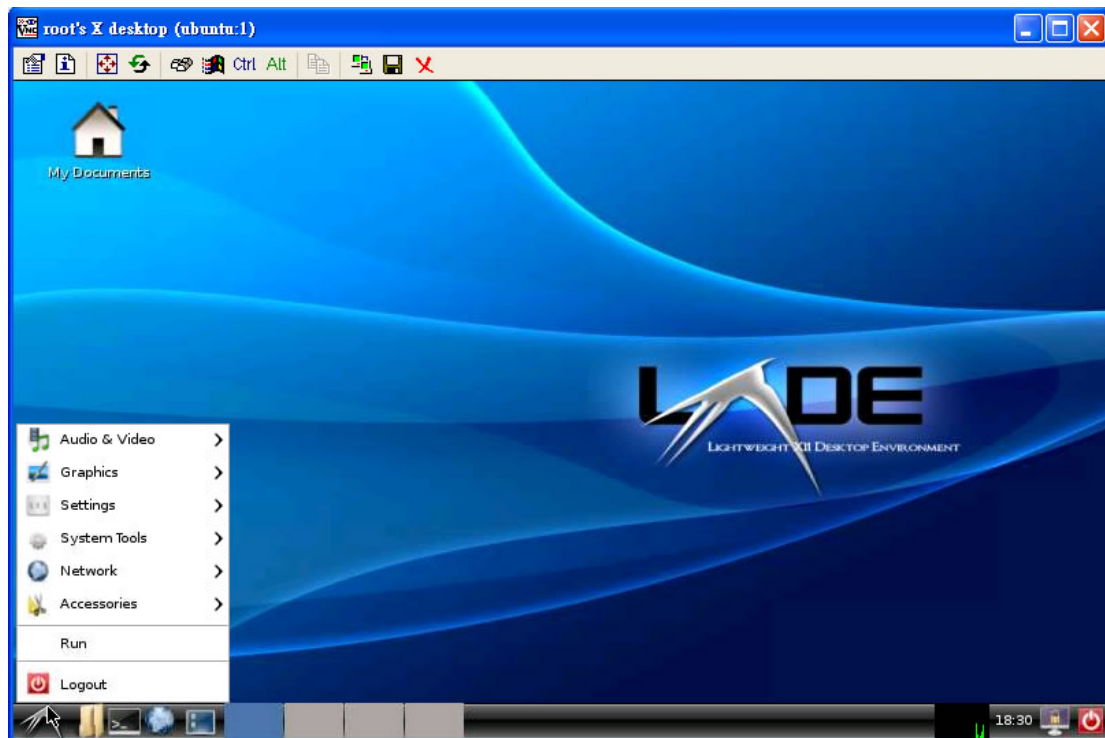 root's X desktop (ubuntu:1)
Ctrl Alt
My Documents
LXDE
LIGHTWEIGHT X11 DESKTOP ENVIRONMENT
Audio & Video
Graphics
Settings
System Tools
Network
Accessories
Run
Logout
18:30